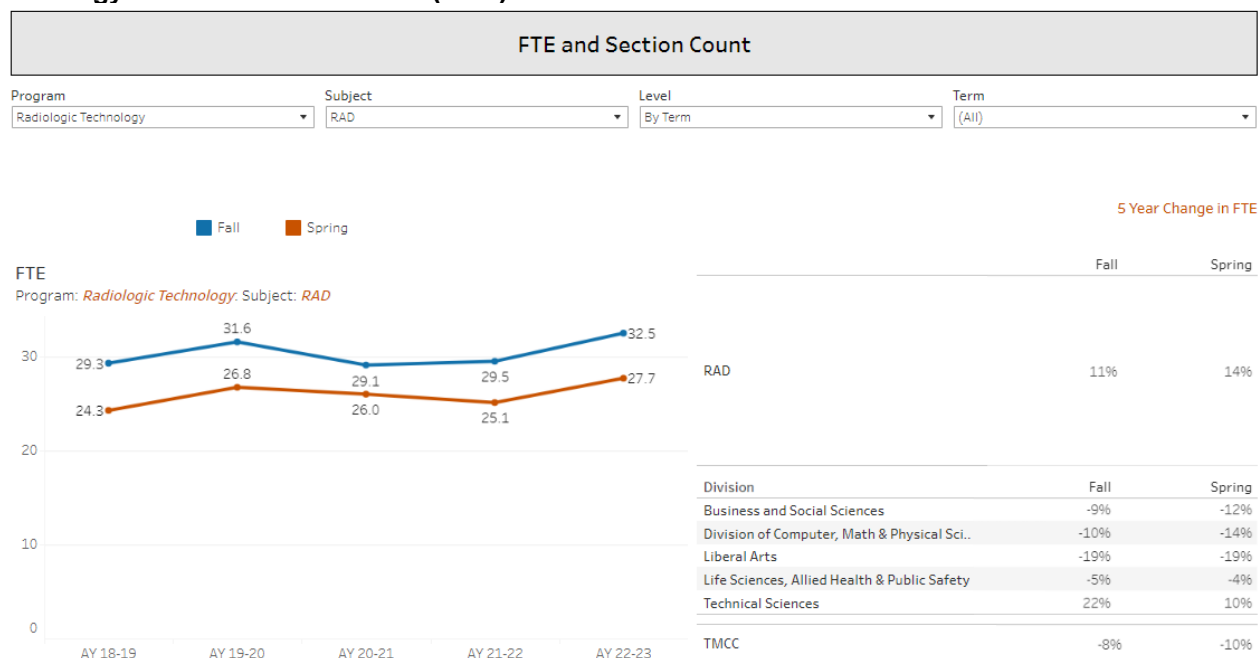 FTE and Section Count
Program Subject Level Term
Radiologic Technology RAD By Term (All)
5 Year Change in FTE
Fall Spring
FTE
Program: Radiologic Technology: Subject: RAD
30
20
10
0
29.3 31.6 29.1 29.5 32.5
24.3 26.8 26.0 25.1 27.7
AY 18-19 AY 19-20 AY 20-21 AY 21-22 AY 22-23
Fall Spring
RAD 11% 14%
Division Fall Spring
Business and Social Sciences -9% -12%
Division of Computer, Math & Physical Sci.. -10% -14%
Liberal Arts -19% -19%
Life Sciences, Allied Health & Public Safety -5% -4%
Technical Sciences 22% 10%
TMCC -8% -10%